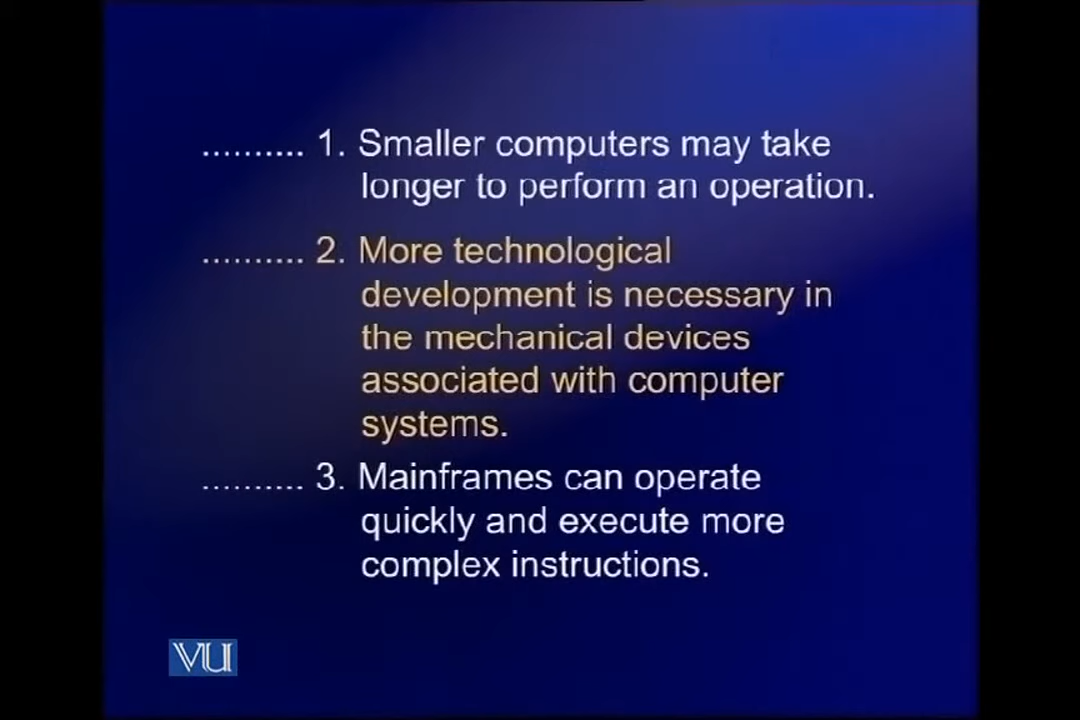 .......... 1. Smaller computers may take
longer to perform an operation.
.......... 2. More technological
development is necessary in
the mechanical devices
associated with computer
systems.
.......... 3. Mainframes can operate
quickly and execute more
complex instructions.
VU